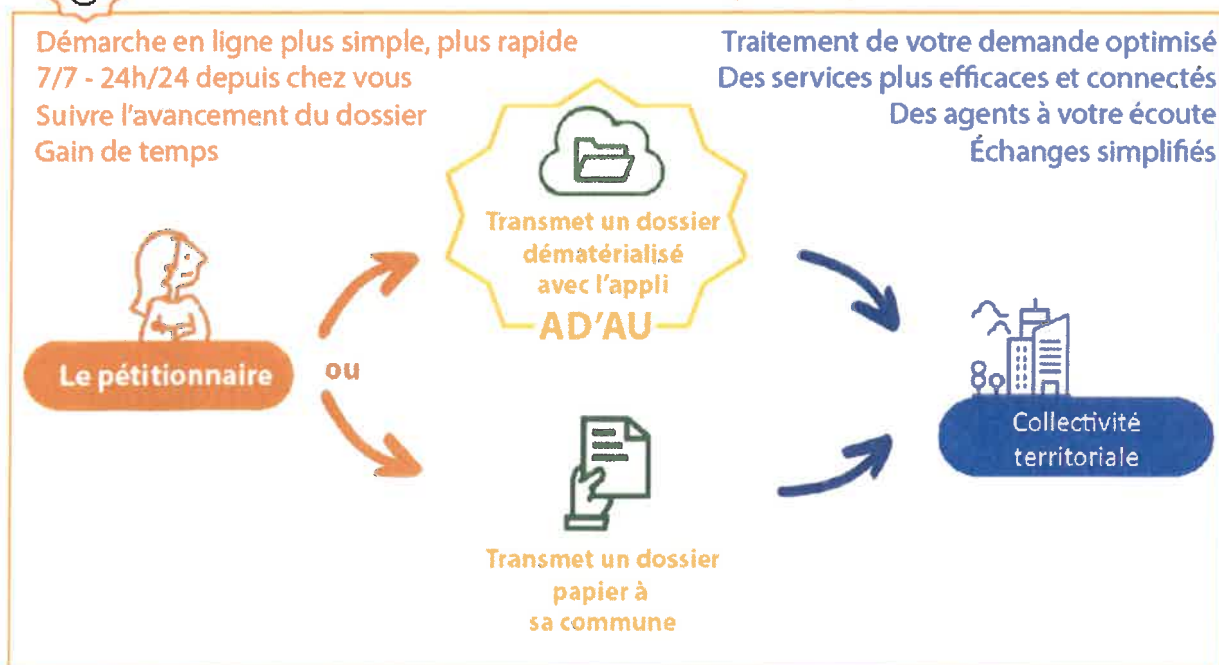 Démarche en ligne plus simple, plus rapide
7/7 - 24h/24 depuis chez vous
Suivre l'avancement du dossier
Gain de temps
Traitement de votre demande optimisé
Des services plus efficaces et connectés
Des agents à votre écoute
Échanges simplifiés
Transmet un dossier
dématérialisé
avec l'appli
AD'AU
Le pétitionnaire
ou
Collectivité
territoriale
Transmet un dossier
papier à
sa commune